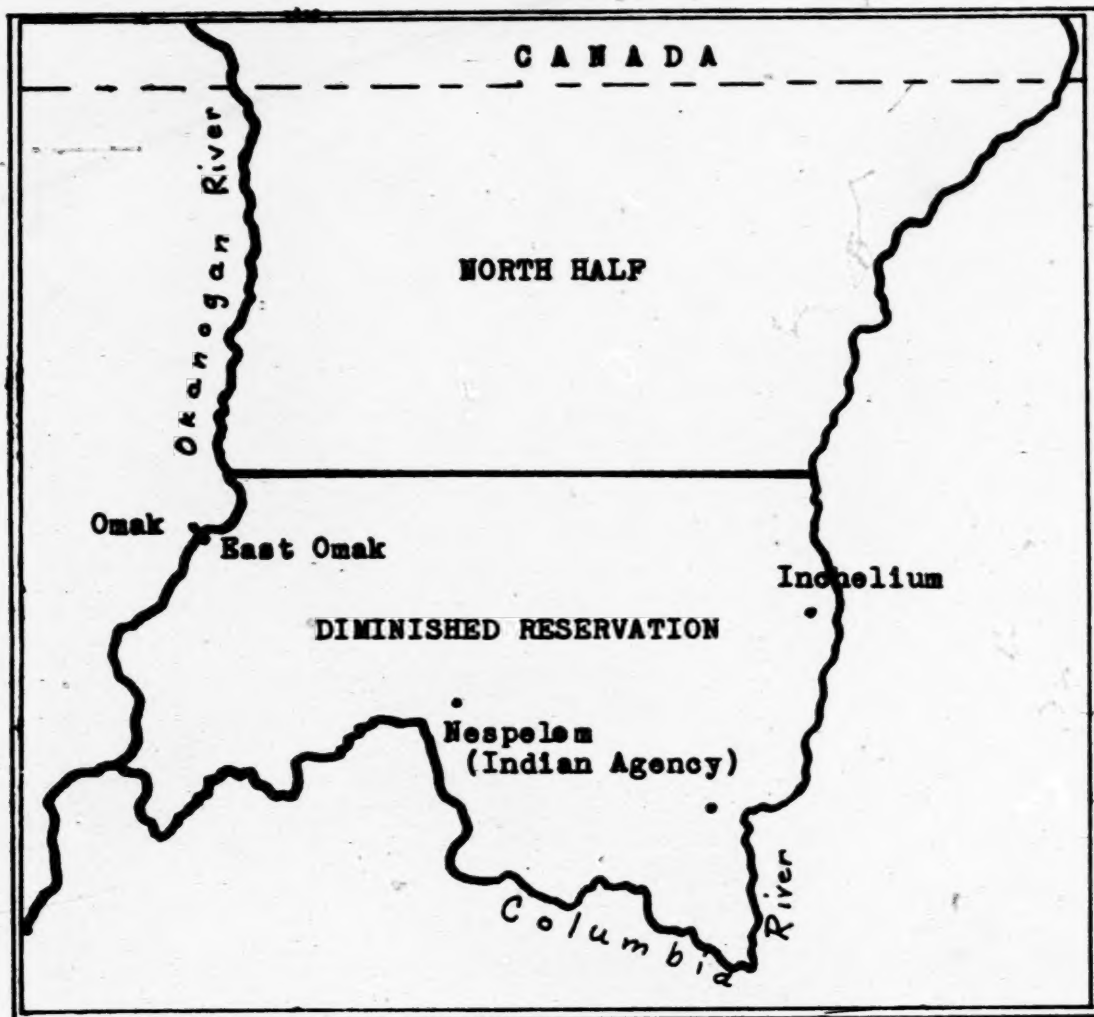 CANADA
Okanogan River
NORTH HALF
Omak
East Omak
Inchelium
DIMINISHED RESERVATION
Nespelem
(Indian Agency)
Columbia
River